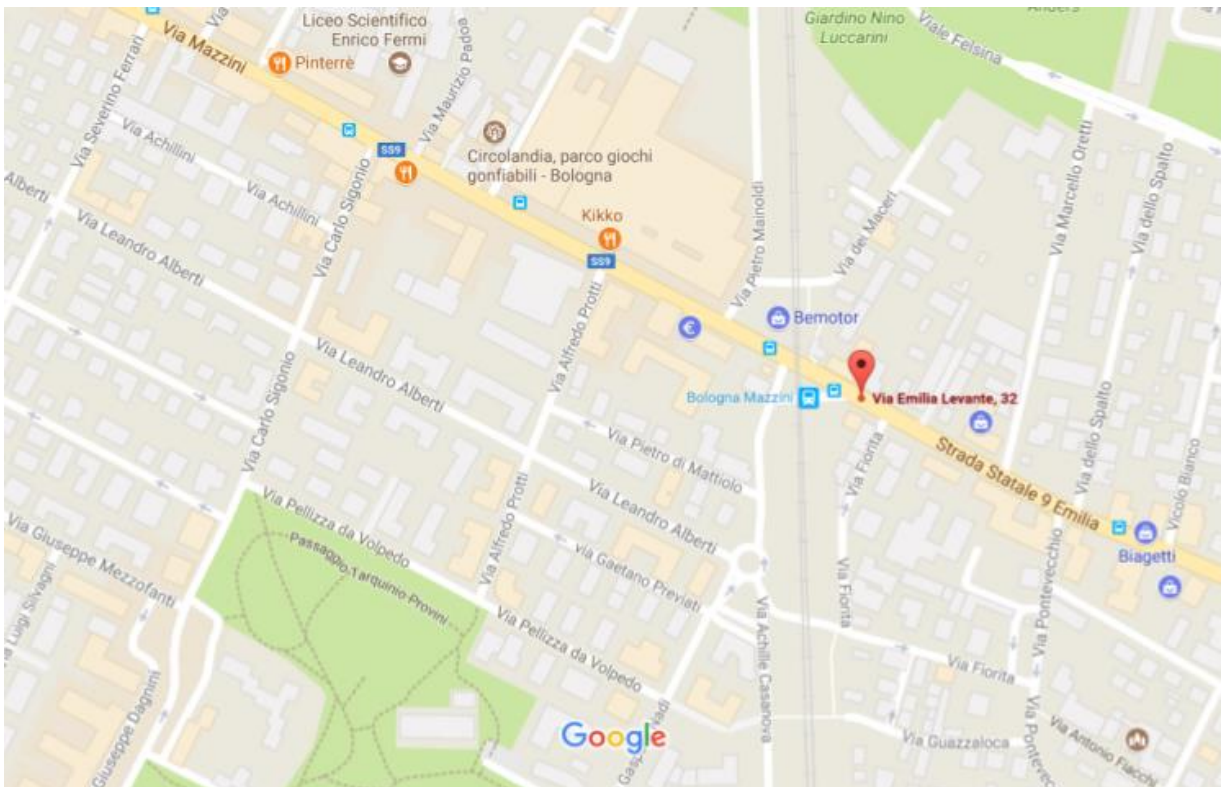 Via Mazzini
Via Severino Ferrari
Pinterrè
Liceo Scientifico
Enrico Fermi
Via Maurizio Padoa
Giardino Nino
Luccarini
Viale Felsina
SS9
Via Achillini
Via Achillini
Circolandia, parco giochi
gonfiabili - Bologna
Via Carlo Sigonio
Kikko
SS9
Via Pietro Mainoldi
Via dei Maceri
Via Marcello Oretti
Via dello Spalto
Alberti
Via Leandro Alberti
Via Leandro Alberti
Via Alfredo Protti
€
Bemotor
Bologna Mazzini
Via Emilia Levante, 32
Via Carlo Sigonio
Via Pietro di Mattiolo
Via Fiorita
Strada Statale 9 Emilia
Via dello Spalto
Vicolo Bianco
Biagetti
Via Pellizza da Volpedo
Via Alfredo Protti
Via Leandro Alberti
Via Giuseppe Mezzofanti
Passaggio Tarquinio Provini
via Gaetano Previati
Via Fiorita
Via Pontevecchio
Luigi Silvagni
Via Pellizza da Volpedo
Via Achille Casanova
Via Fiorita
Giuseppe Dagnini
Google
Via Guazzaloca
Via Antonio Fiacchi